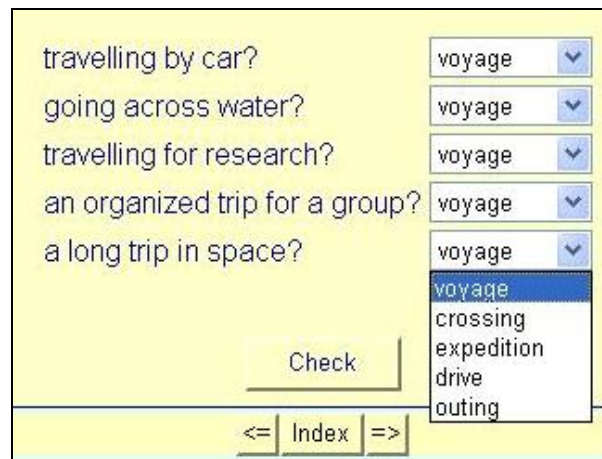 travelling by car? voyage
going across water? voyage
travelling for research? voyage
an organized trip for a group? voyage
a long trip in space? voyage
voyage
crossing
expedition
drive
outing
Check
<= Index =>